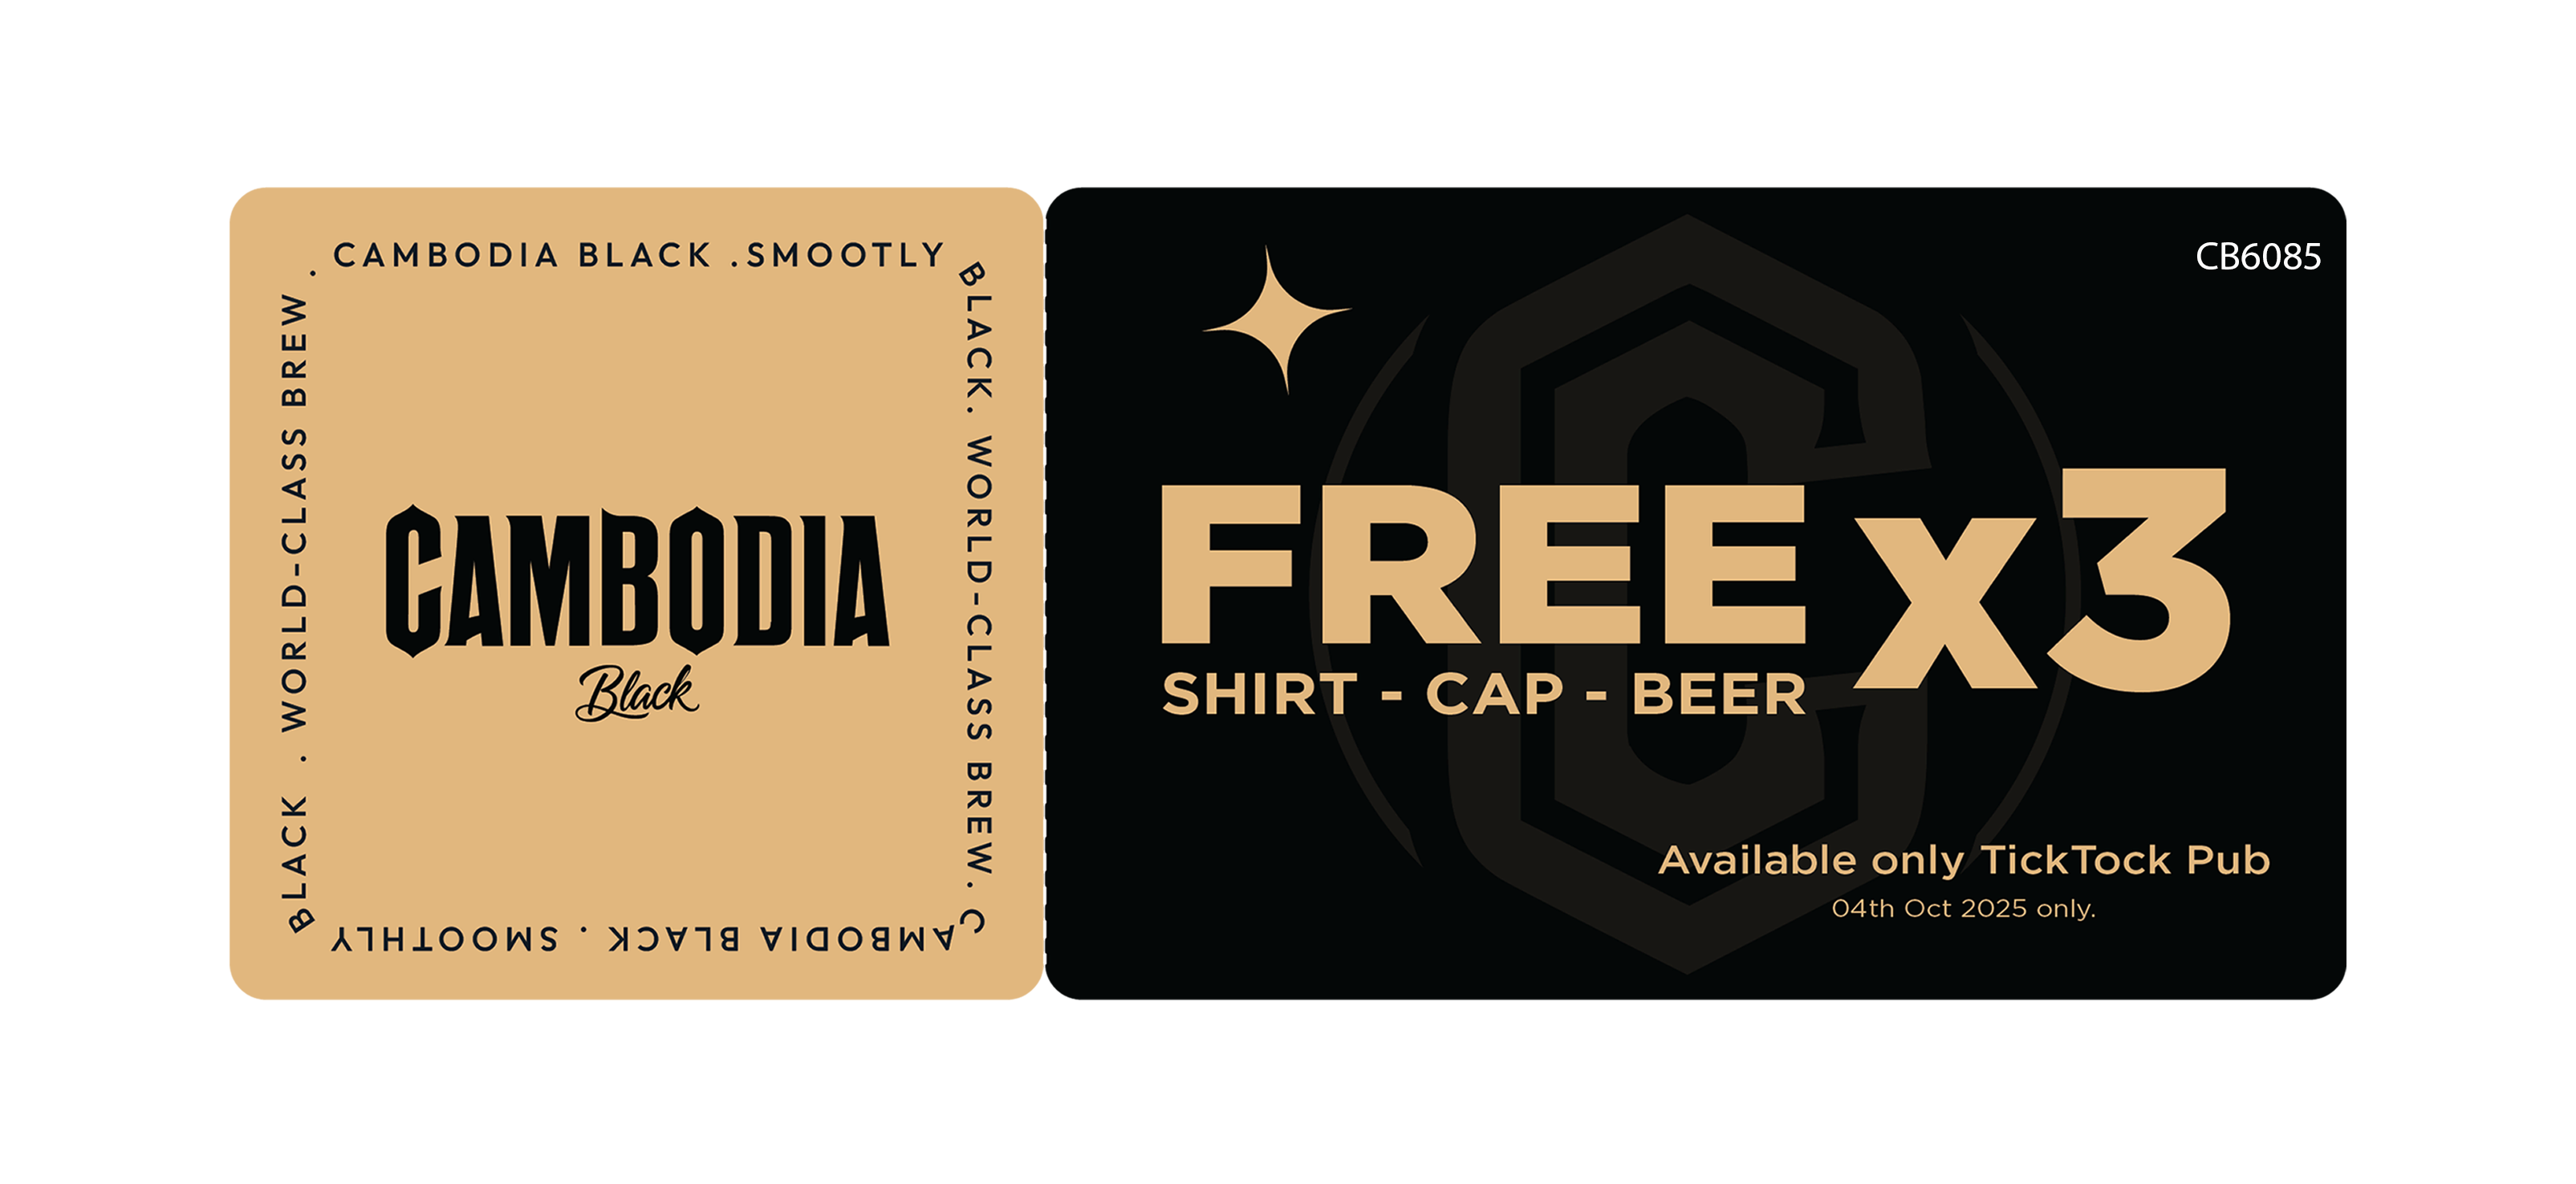 CAMBODIA BLACK .SMOOTLY
BLACK. WORLD-CLASS BREW. C
AMBODIA BLACK . SMOOTHLY
BLACK . WORLD-CLASS BREW .
CAMBODIA
Black
CB6085
FREE x3
SHIRT - CAP - BEER
Available only TickTock Pub
04th Oct 2025 only.